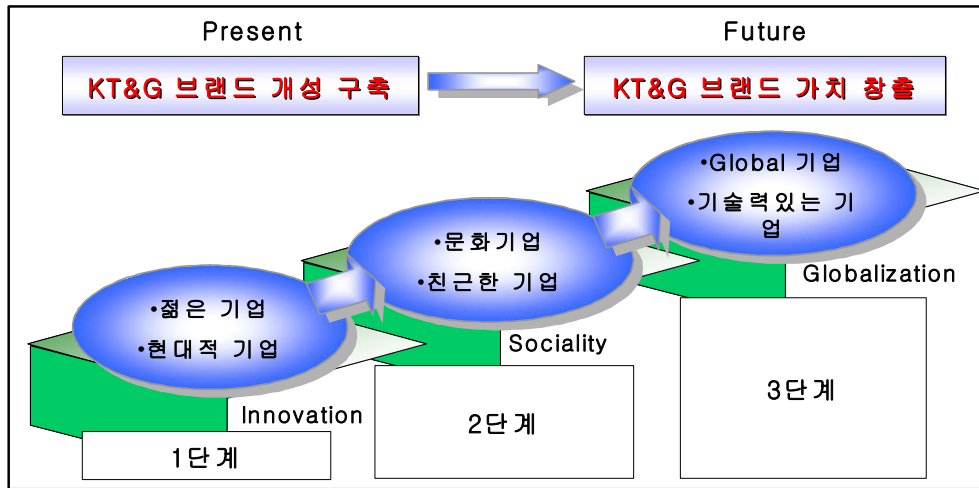 Present
Future
KT&G 브랜드 개성 구축
KT&G 브랜드 가치 창출
•Global 기업
•기술력있는 기
업
Globalization
•문화기업
•친근한 기업
Sociality
•젊은 기업
•현대적 기업
Innovation
1단계
2단계
3단계